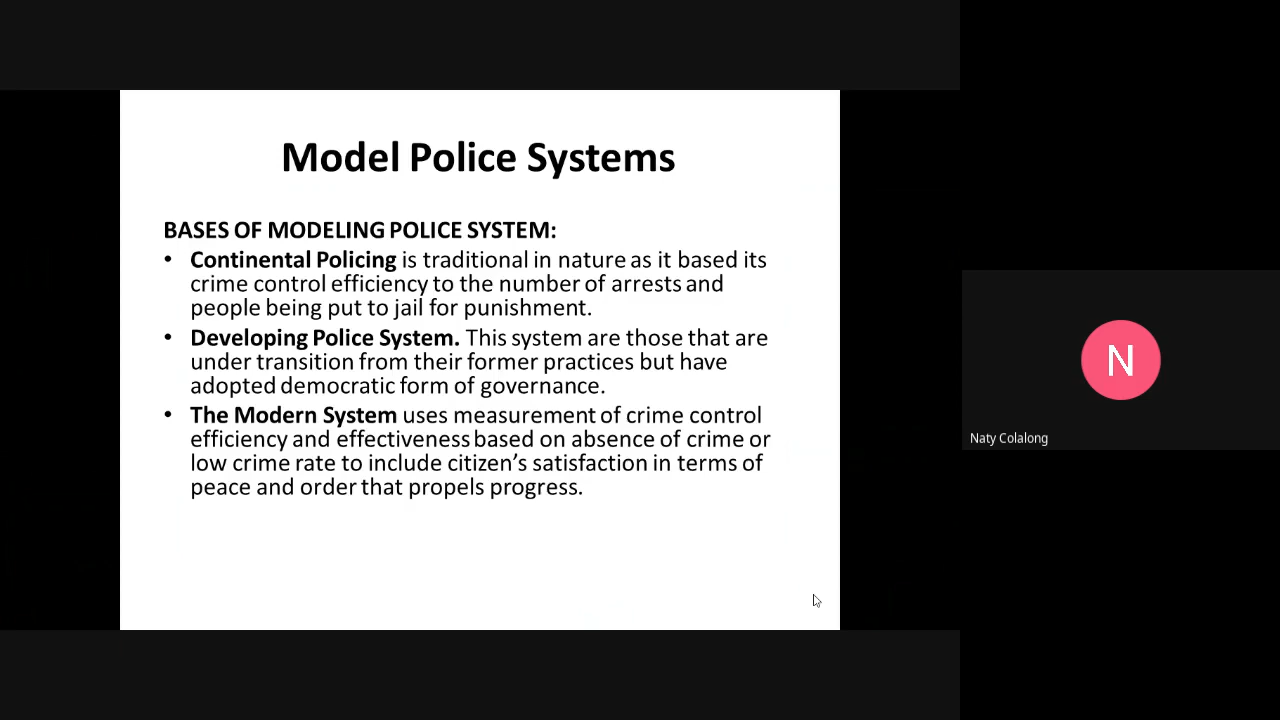 Model Police Systems
BASES OF MODELING POLICE SYSTEM:
• Continental Policing is traditional in nature as it based its
crime control efficiency to the number of arrests and
people being put to jail for punishment.
• Developing Police System. This system are those that are
under transition from their former practices but have
adopted democratic form of governance.
• The Modern System uses measurement of crime control
efficiency and effectiveness based on absence of crime or
low crime rate to include citizen’s satisfaction in terms of
peace and order that propels progress.
N
Naty Colalong